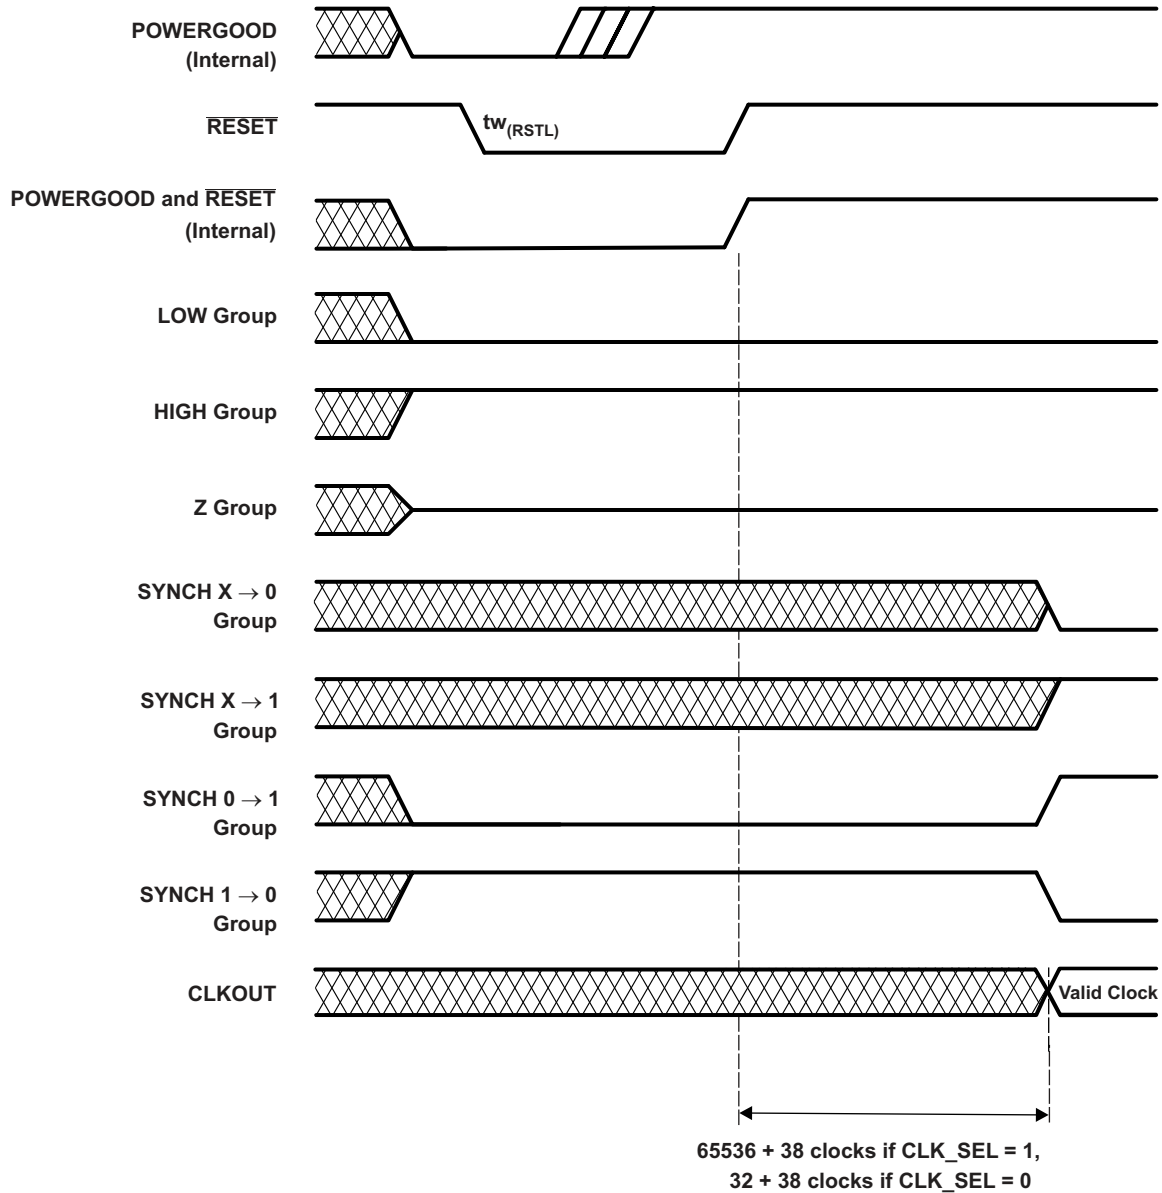 POWERGOOD
(Internal)
RESET
tw(RSTL)
POWERGOOD and RESET
(Internal)
LOW Group
HIGH Group
Z Group
SYNCH X → 0
Group
SYNCH X → 1
Group
SYNCH 0 → 1
Group
SYNCH 1 → 0
Group
CLKOUT
Valid Clock
65536 + 38 clocks if CLK_SEL = 1,
32 + 38 clocks if CLK_SEL = 0